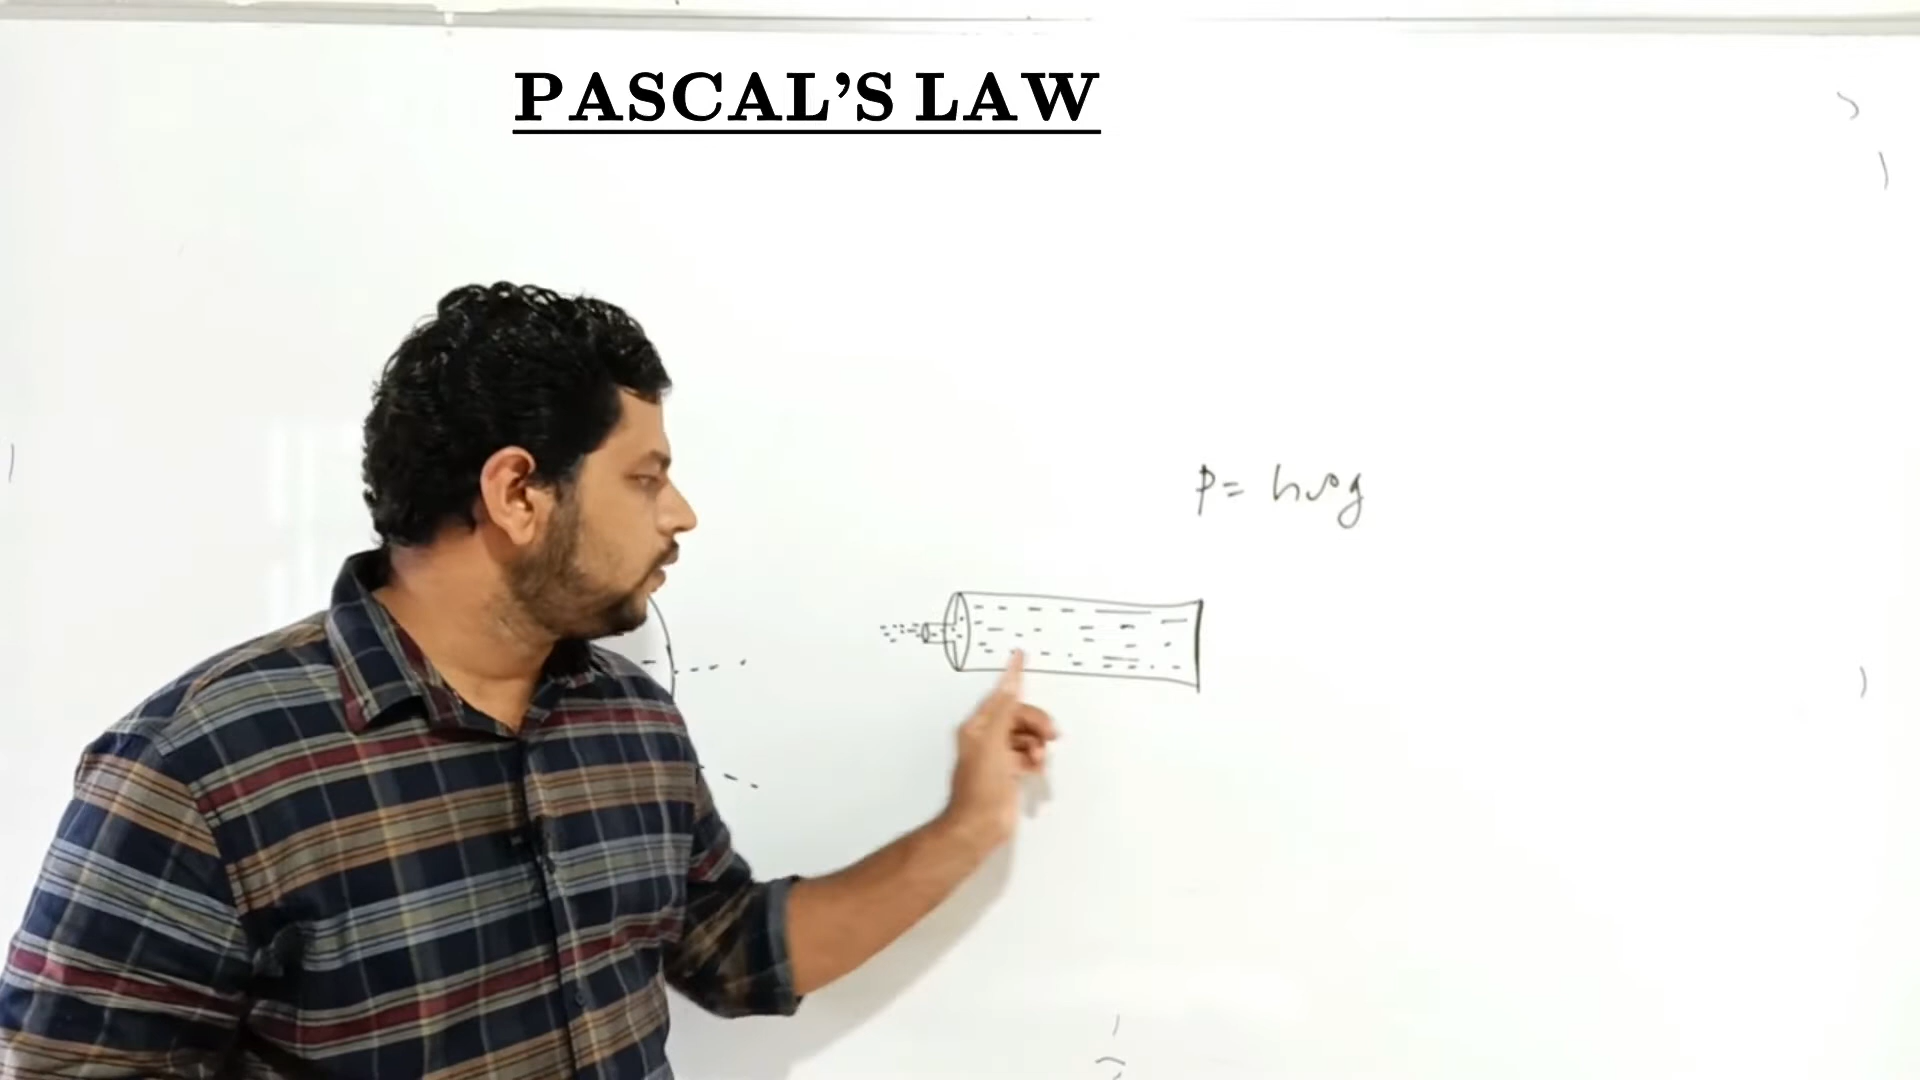 PASCAL'S LAW
P = hρg